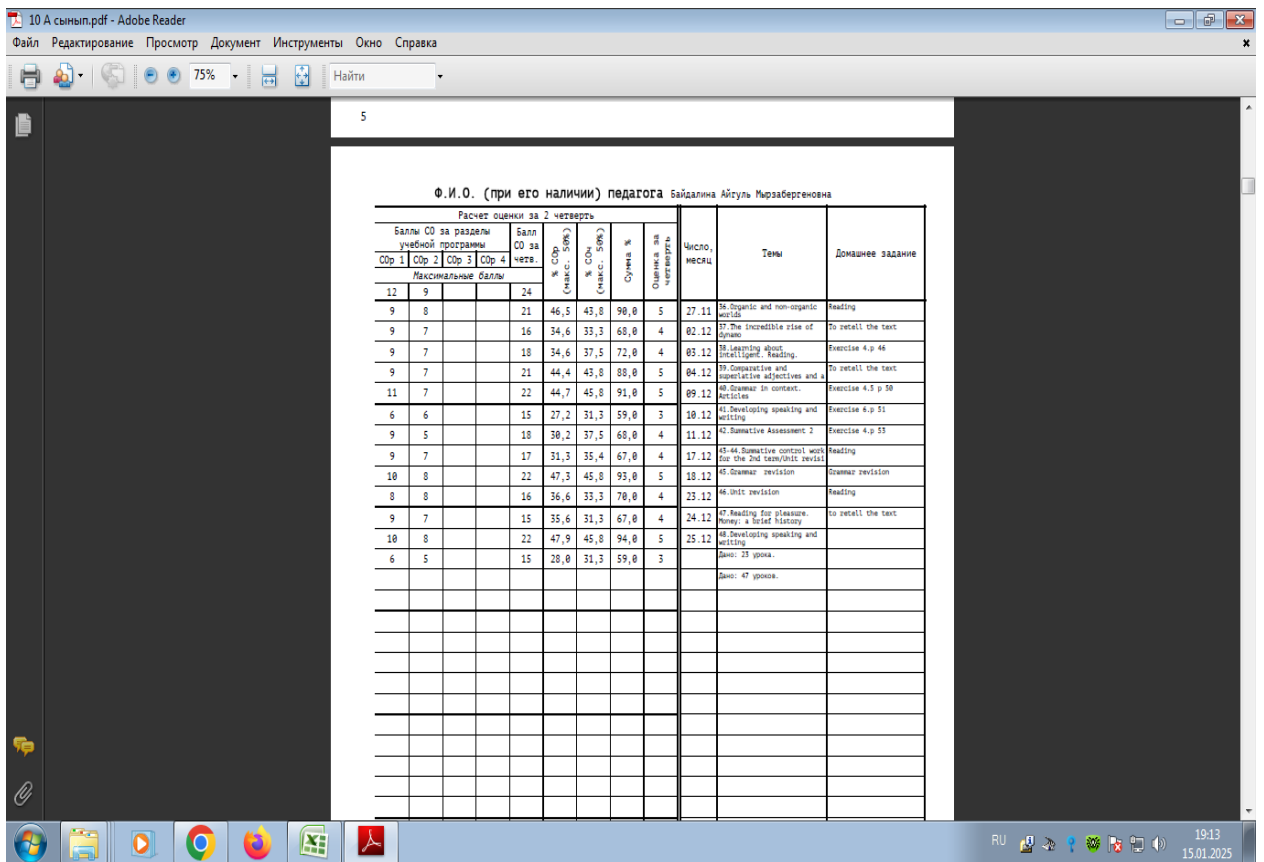 10 А сынып.pdf - Adobe Reader
Файл Редактирование Просмотр Документ Инструменты Окно Справка
75% Найти
5
Ф.И.О. (при его наличии) педагога Байдалина Айгуль Мырзабергеновна
Расчет оценки за 2 четверть
Баллы СО за разделы учебной программы
Балл СО за четв.
% СОр (макс. 50%)
% СОч (макс. 50%)
Сумма %
Оценка за четверть
Число, месяц
Темы
Домашнее задание
СОр 1 СОр 2 СОр 3 СОр 4
Максимальные баллы
12 9 24
9 8 21 46,5 43,8 90,0 5 27.11 36.Organic and non-organic worlds Reading
9 7 16 34,6 33,3 68,0 4 02.12 37.The incredible rise of dynamo To retell the text
9 7 18 34,6 37,5 72,0 4 03.12 38.Learning about intelligent. Reading. Exercise 4.p 46
9 7 21 44,4 43,8 88,0 5 04.12 39.Comparative and superlative adjectives and a To retell the text
11 7 22 44,7 45,8 91,0 5 09.12 40.Grammar in context. Articles Exercise 4.5 p 50
6 6 15 27,2 31,3 59,0 3 10.12 41.Developing speaking and writing Exercise 6.p 51
9 5 18 30,2 37,5 68,0 4 11.12 42.Summative Assessment 2 Exercise 4.p 53
9 7 17 31,3 35,4 67,0 4 17.12 43-44.Summative control work for the 2nd term/Unit revisi Reading
10 8 22 47,3 45,8 93,0 5 18.12 45.Grammar revision Grammar revision
8 8 16 36,6 33,3 70,0 4 23.12 46.Unit revision Reading
9 7 15 35,6 31,3 67,0 4 24.12 47.Reading for pleasure. Money: a brief history to retell the text
10 8 22 47,9 45,8 94,0 5 25.12 48.Developing speaking and writing
6 5 15 28,0 31,3 59,0 3 Дано: 23 урока.
Дано: 47 уроков.
RU
19:13
15.01.2025